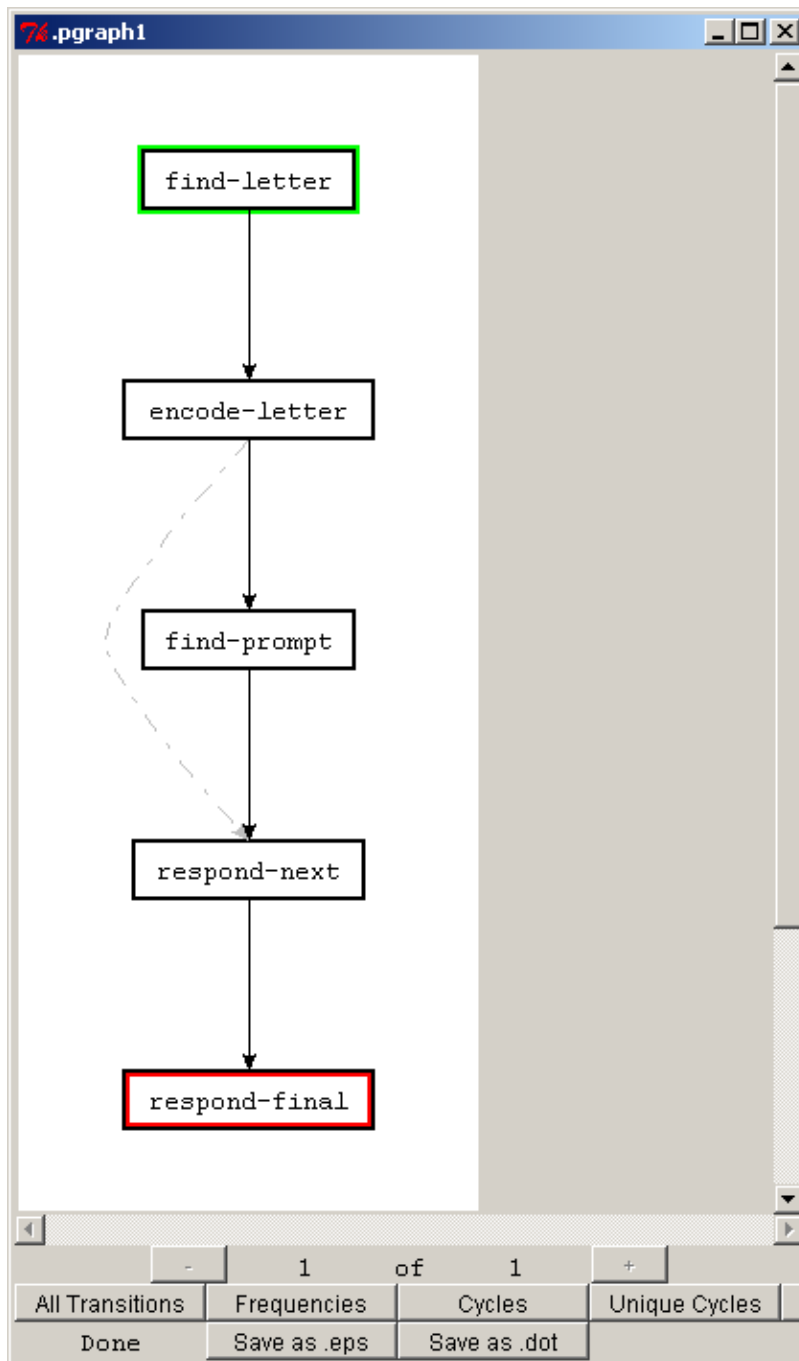 .pgraph1
find-letter
encode-letter
find-prompt
respond-next
respond-final
- 1 of 1 +
All Transitions Frequencies Cycles Unique Cycles
Done Save as .eps Save as .dot